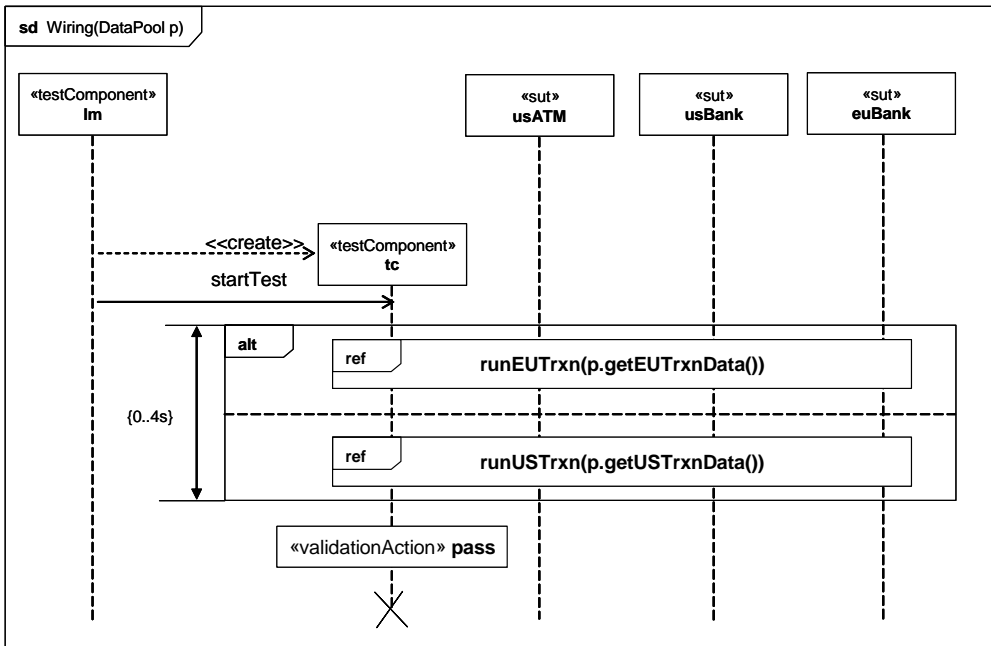 sd Wiring(DataPool p)
«testComponent»
lm
«sut»
usATM
«sut»
usBank
«sut»
euBank
<<create>>
«testComponent»
tc
startTest
alt
ref
runEUTrxn(p.getEUTrxnData())
{0..4s}
ref
runUSTrxn(p.getUSTrxnData())
«validationAction» pass